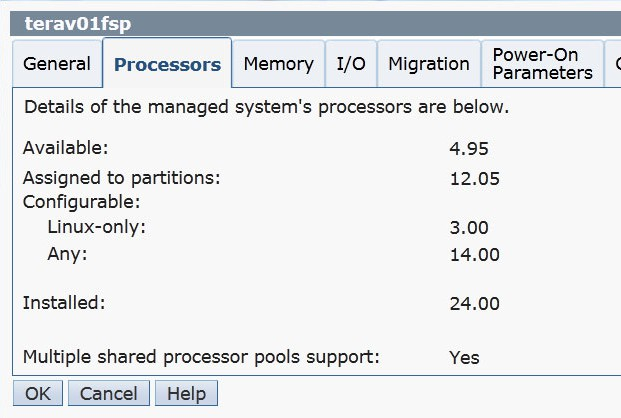 terav01fsp
General Processors Memory I/O Migration Power-On Parameters
Details of the managed system's processors are below.
Available: 4.95
Assigned to partitions: 12.05
Configurable:
Linux-only: 3.00
Any: 14.00
Installed: 24.00
Multiple shared processor pools support: Yes
OK Cancel Help